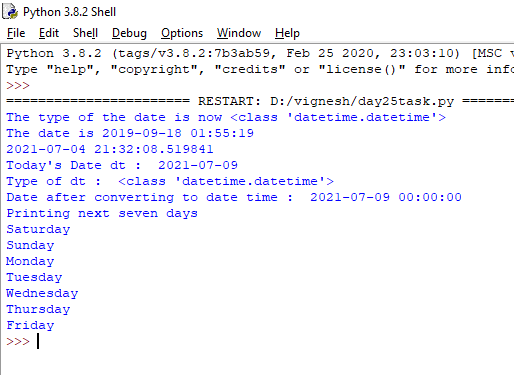 Python 3.8.2 Shell
File Edit Shell Debug Options Window Help
Python 3.8.2 (tags/v3.8.2:7b3ab59, Feb 25 2020, 23:03:10) [MSC
Type "help", "copyright", "credits" or "license()" for more
>>>
======================= RESTART: D:/vignesh/day25task.py =======
The type of the date is now <class 'datetime.datetime'>
The date is 2019-09-18 01:55:19
2021-07-04 21:32:08.519841
Today's Date dt :  2021-07-09
Type of dt :  <class 'datetime.datetime'>
Date after converting to date time :  2021-07-09 00:00:00
Printing next seven days
Saturday
Sunday
Monday
Tuesday
Wednesday
Thursday
Friday
>>>